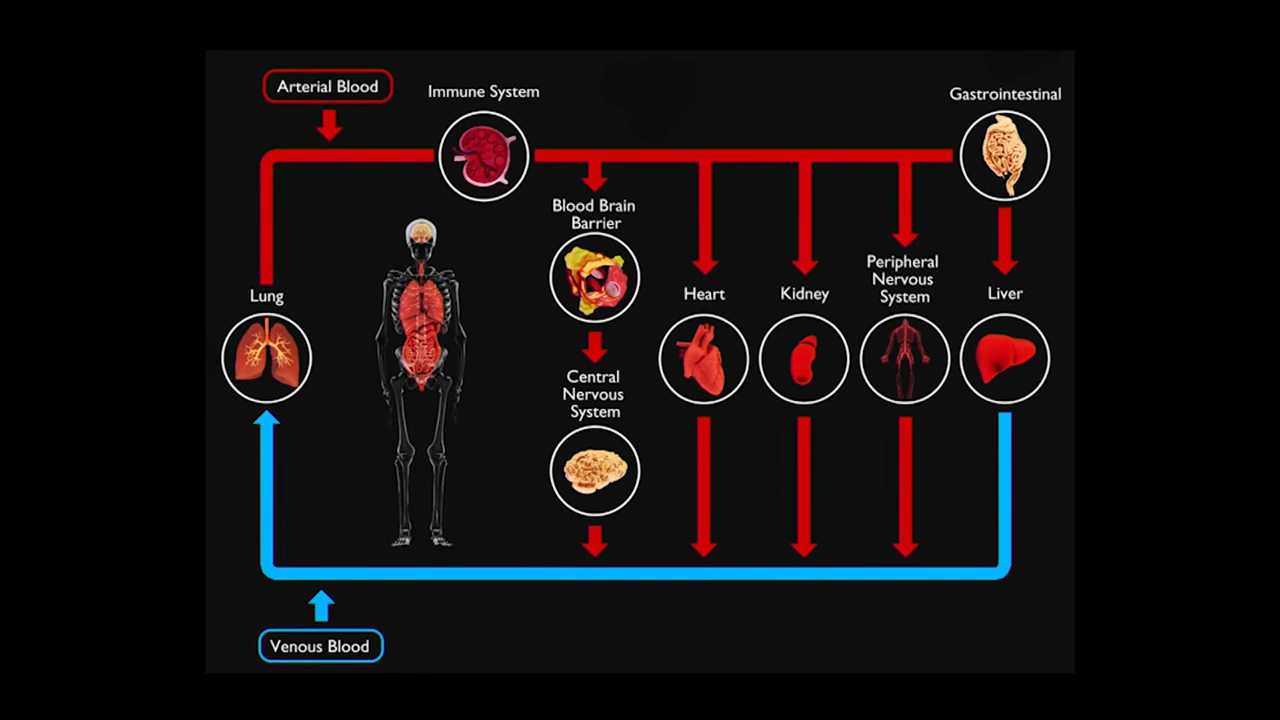 Arterial Blood
Immune System
Gastrointestinal
Blood Brain
Barrier
Peripheral
Nervous
System
Lung
Heart
Kidney
Liver
Central
Nervous
System
Venous Blood